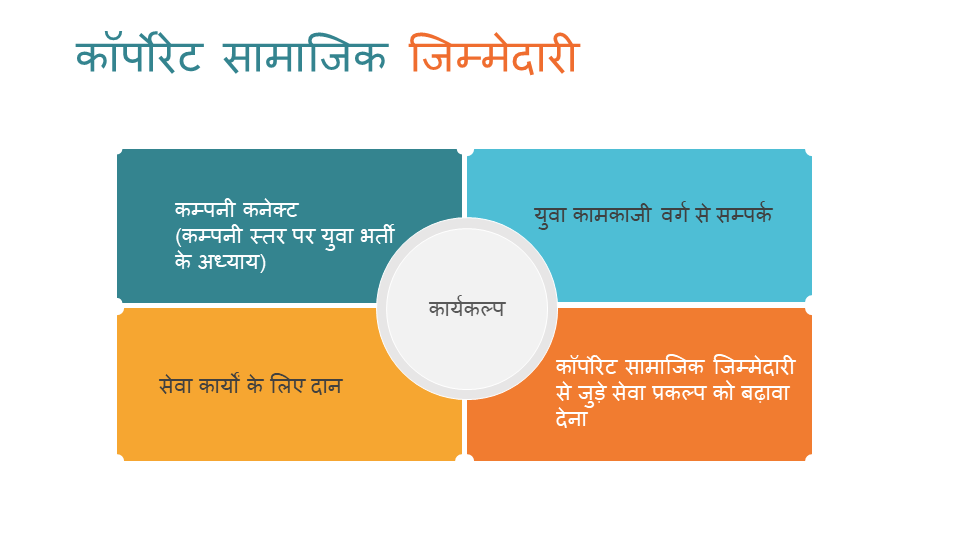 कॉर्पोरेट सामाजिक जिम्मेदारी
कम्पनी कनेक्ट
(कम्पनी स्तर पर युवा भर्ती
के अध्याय)
युवा कामकाजी वर्ग से सम्पर्क
कार्यकल्प
सेवा कार्यों के लिए दान
कॉर्पोरेट सामाजिक जिम्मेदारी
से जुड़े सेवा प्रकल्प को बढ़ावा
देना